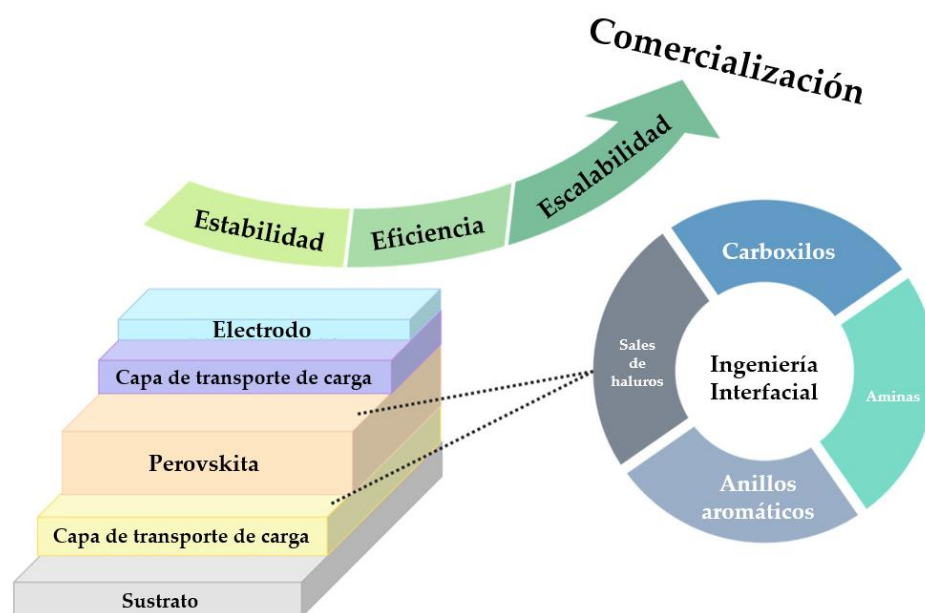 Comercialización
Estabilidad
Eficiencia
Escalabilidad
Electrodo
Capa de transporte de carga
Perovskita
Capa de transporte de carga
Sustrato
Carboxilos
Sales
de
haluros
Ingeniería
Interfacial
Aminas
Anillos
aromáticos